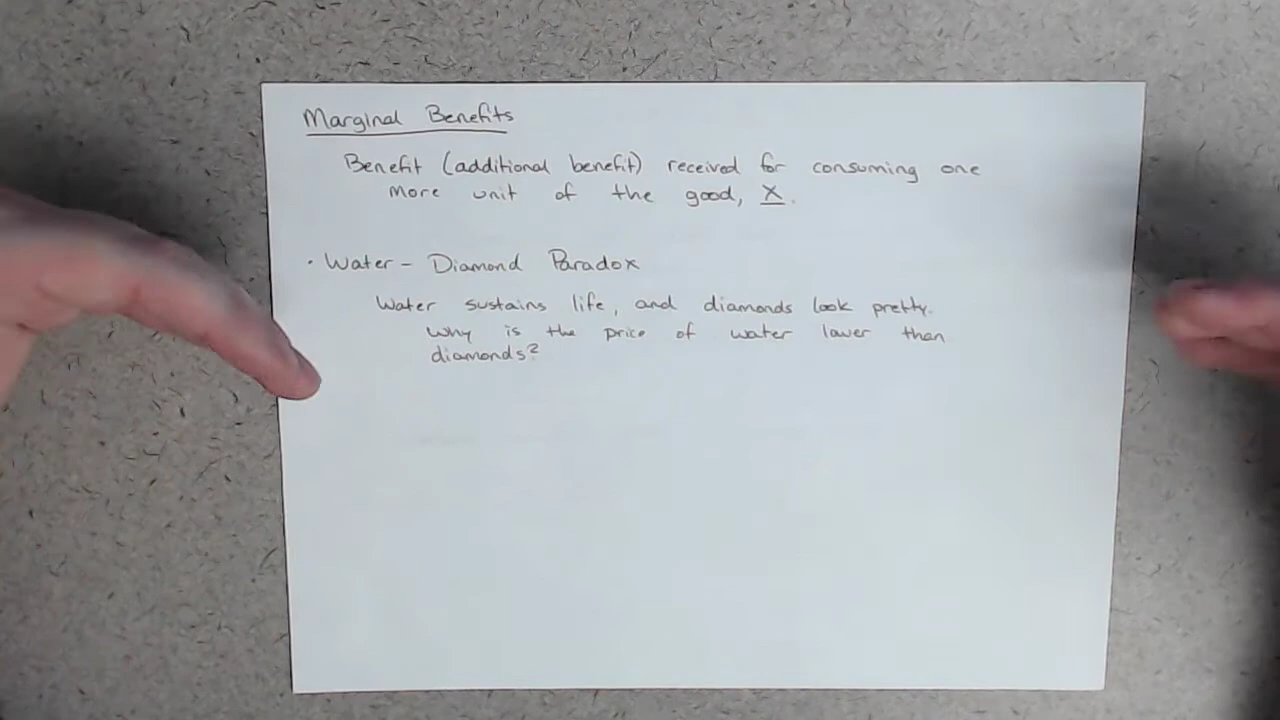 Marginal Benefits
Benefit (additional benefit) received for consuming one
more unit of the good, X.
• Water - Diamond Paradox
Water sustains life, and diamonds look pretty.
Why is the price of water lower than
diamonds?